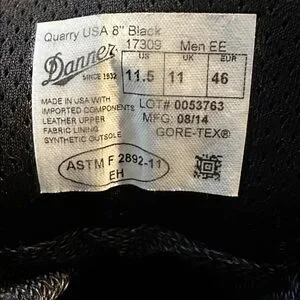 Quarry USA 8" Black
17309 Men EE
Danner
SINCE 1932
US UK EUR
11.5 11 46
MADE IN USA WITH
IMPORTED COMPONENTS
LEATHER UPPER
FABRIC LINING
SYNTHETIC OUTSOLE
LOT# 0053763
MFG. 08/14
GORE-TEX®
ASTM F 2892-11
EH